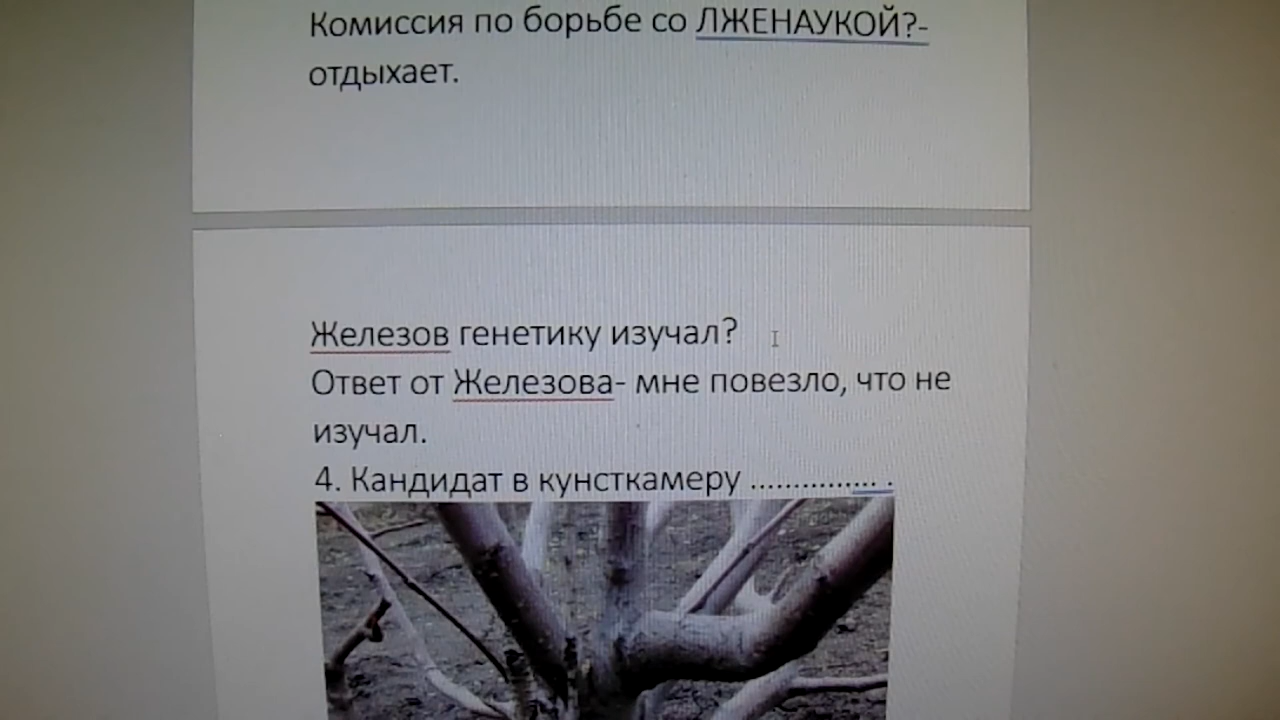 Комиссия по борьбе со ЛЖЕНАУКОЙ?-
отдыхает.
Железов генетику изучал?
Ответ от Железова- мне повезло, что не
изучал.
4. Кандидат в кунсткамеру ................ .